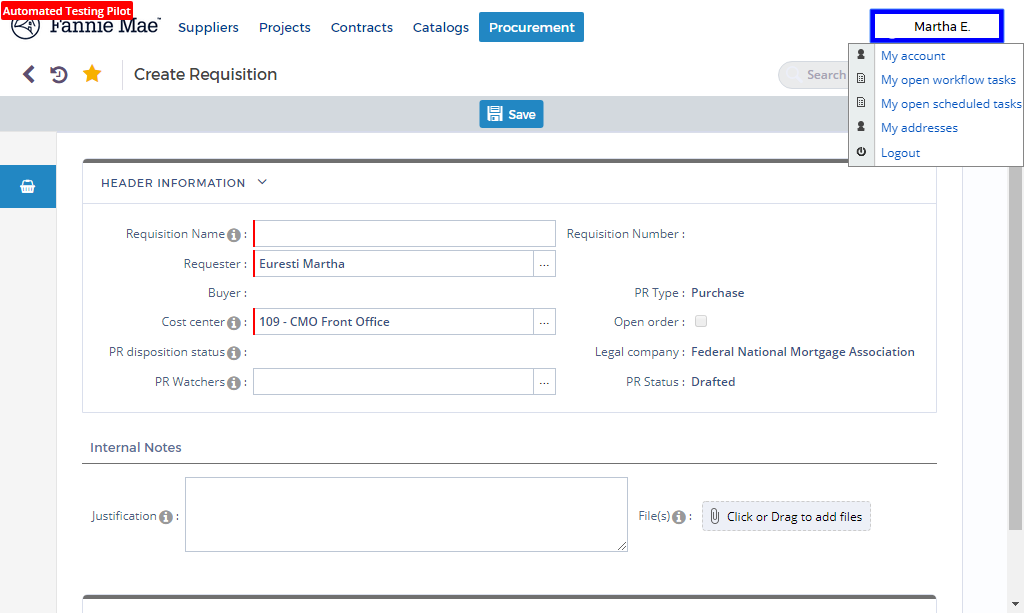 Automated Testing Pilot
Fannie Mae™
Suppliers Projects Contracts Catalogs Procurement
Martha E.
My account
My open workflow tasks
My open scheduled tasks
My addresses
Logout
Create Requisition
Search
Save
HEADER INFORMATION
Requisition Name :
Requisition Number :
Requester : Euresti Martha ...
Buyer :
PR Type : Purchase
Cost center : 109 - CMO Front Office ...
Open order :
PR disposition status :
Legal company : Federal National Mortgage Association
PR Watchers : ...
PR Status : Drafted
Internal Notes
Justification :
File(s) : Click or Drag to add files